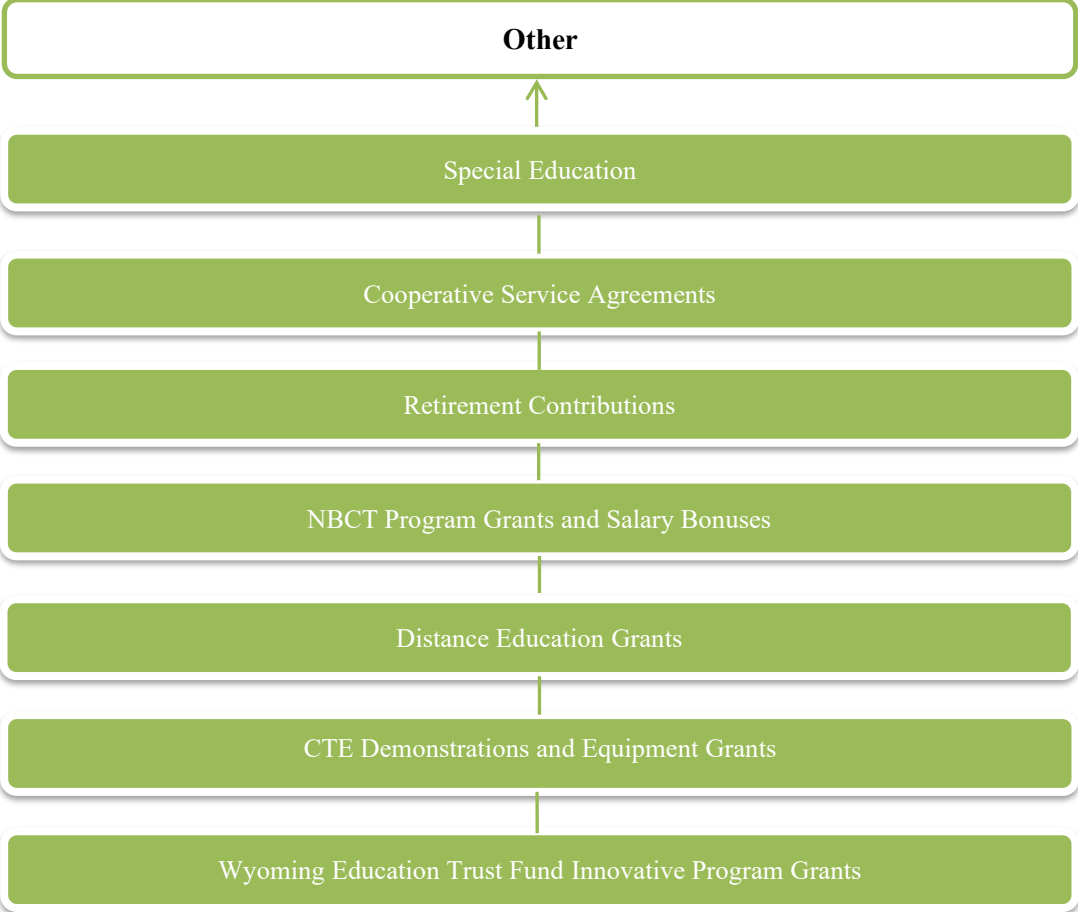 Other
Special Education
Cooperative Service Agreements
Retirement Contributions
NBCT Program Grants and Salary Bonuses
Distance Education Grants
CTE Demonstrations and Equipment Grants
Wyoming Education Trust Fund Innovative Program Grants